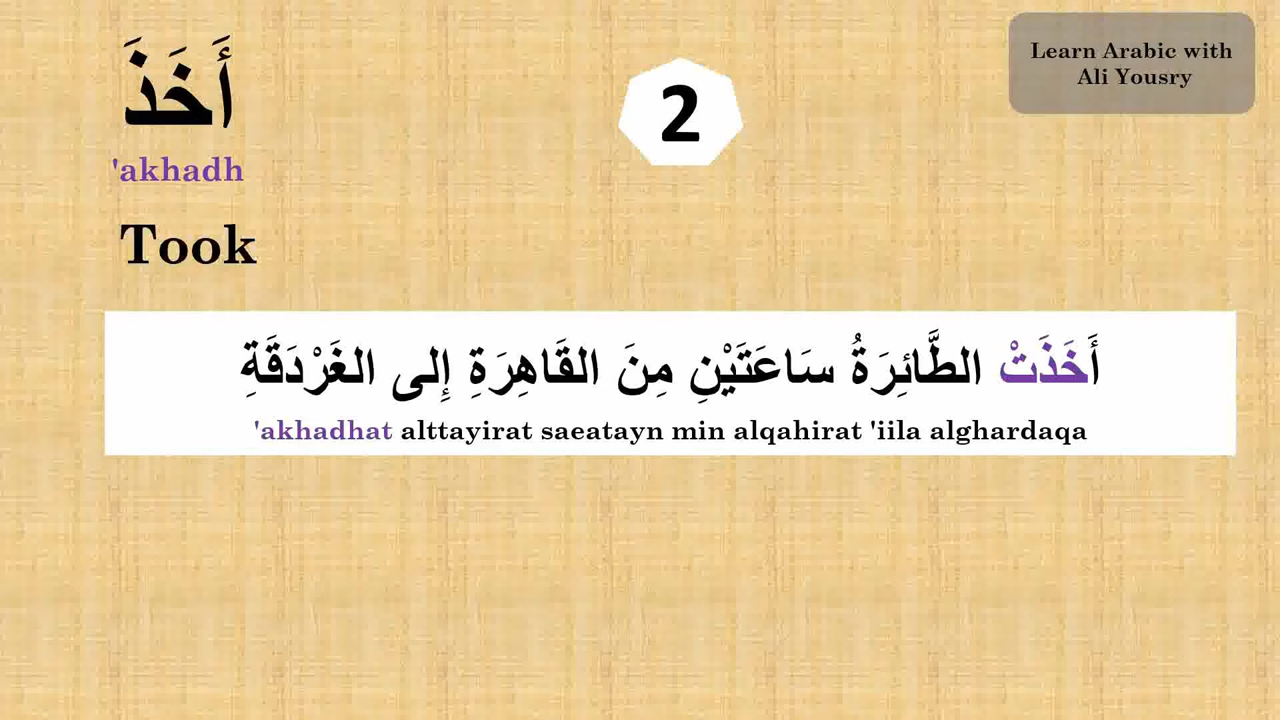 أَخَذَ
'akhadh
Took
2
Learn Arabic with
Ali Yousry
أَخَذَتْ الطَّائِرَةُ سَاعَتَيْنِ مِنَ القَاهِرَةِ إِلى الغَرْدَقَةِ
'akhadhat alttayirat saeatayn min alqahirat 'iila alghardaqa